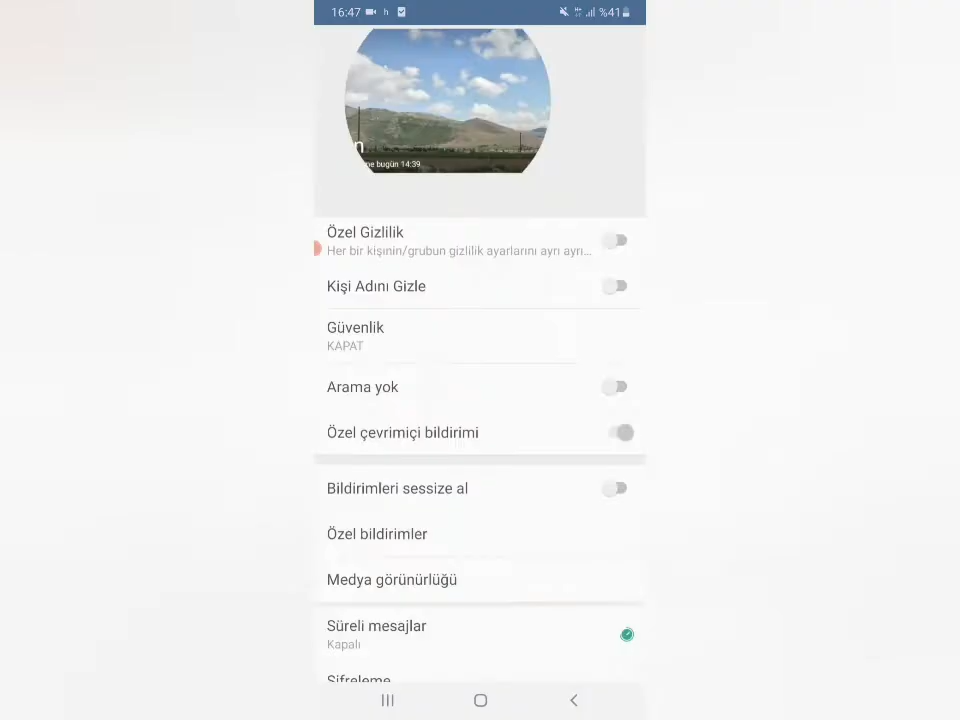 16:47 h %41
n
ne bugün 14:39
Özel Gizlilik
Her bir kişinin/grubun gizlilik ayarlarını ayrı ayrı...
Kişi Adını Gizle
Güvenlik
KAPAT
Arama yok
Özel çevrimiçi bildirimi
Bildirimleri sessize al
Özel bildirimler
Medya görünürlüğü
Süreli mesajlar
Kapalı
Şifreleme